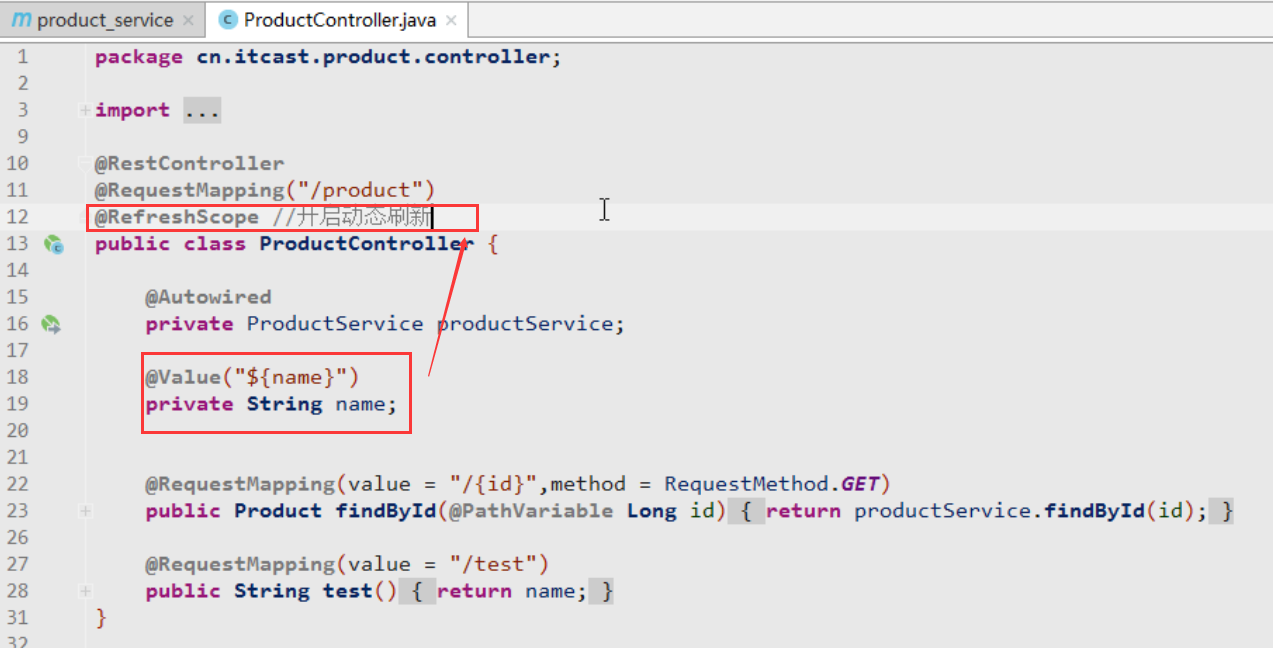 product_service × ProductController.java ×
1 package cn.itcast.product.controller;
2
3 import ...
9
10 @RestController
11 @RequestMapping("/product")
12 @RefreshScope //开启动态刷新
13 public class ProductController {
14
15 @Autowired
16 private ProductService productService;
17
18 @Value("${name}")
19 private String name;
20
21
22 @RequestMapping(value = "/{id}",method = RequestMethod.GET)
23 public Product findById(@PathVariable Long id) { return productService.findById(id); }
26
27 @RequestMapping(value = "/test")
28 public String test() { return name; }
31 }
32